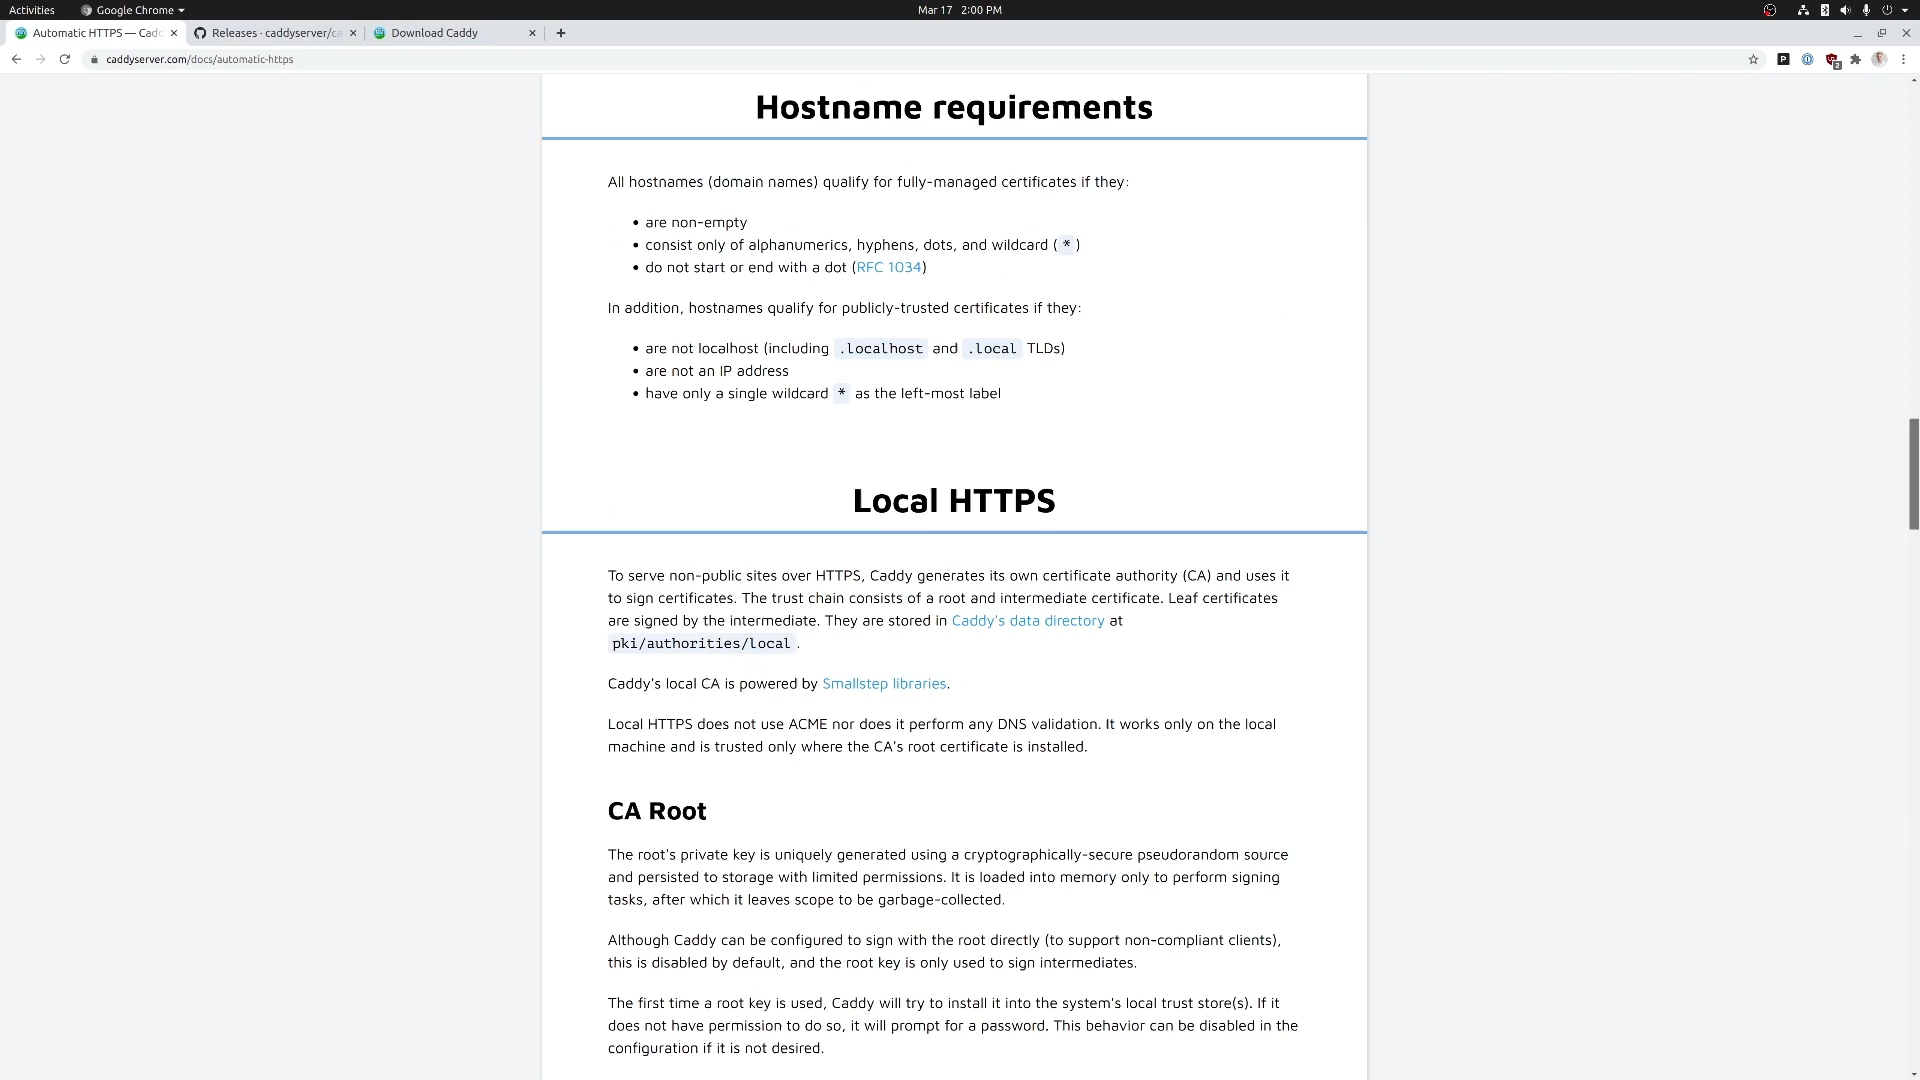 Activities
Google Chrome
Mar 17 2:00 PM
Automatic HTTPS — Cad
Releases · caddyserver/ca
Download Caddy
caddyserver.com/docs/automatic-https
Hostname requirements
All hostnames (domain names) qualify for fully-managed certificates if they:
• are non-empty
• consist only of alphanumerics, hyphens, dots, and wildcard ( * )
• do not start or end with a dot (RFC 1034)
In addition, hostnames qualify for publicly-trusted certificates if they:
• are not localhost (including .localhost and .local TLDs)
• are not an IP address
• have only a single wildcard * as the left-most label
Local HTTPS
To serve non-public sites over HTTPS, Caddy generates its own certificate authority (CA) and uses it
to sign certificates. The trust chain consists of a root and intermediate certificate. Leaf certificates
are signed by the intermediate. They are stored in Caddy's data directory at
pki/authorities/local .
Caddy's local CA is powered by Smallstep libraries.
Local HTTPS does not use ACME nor does it perform any DNS validation. It works only on the local
machine and is trusted only where the CA's root certificate is installed.
CA Root
The root's private key is uniquely generated using a cryptographically-secure pseudorandom source
and persisted to storage with limited permissions. It is loaded into memory only to perform signing
tasks, after which it leaves scope to be garbage-collected.
Although Caddy can be configured to sign with the root directly (to support non-compliant clients),
this is disabled by default, and the root key is only used to sign intermediates.
The first time a root key is used, Caddy will try to install it into the system's local trust store(s). If it
does not have permission to do so, it will prompt for a password. This behavior can be disabled in the
configuration if it is not desired.